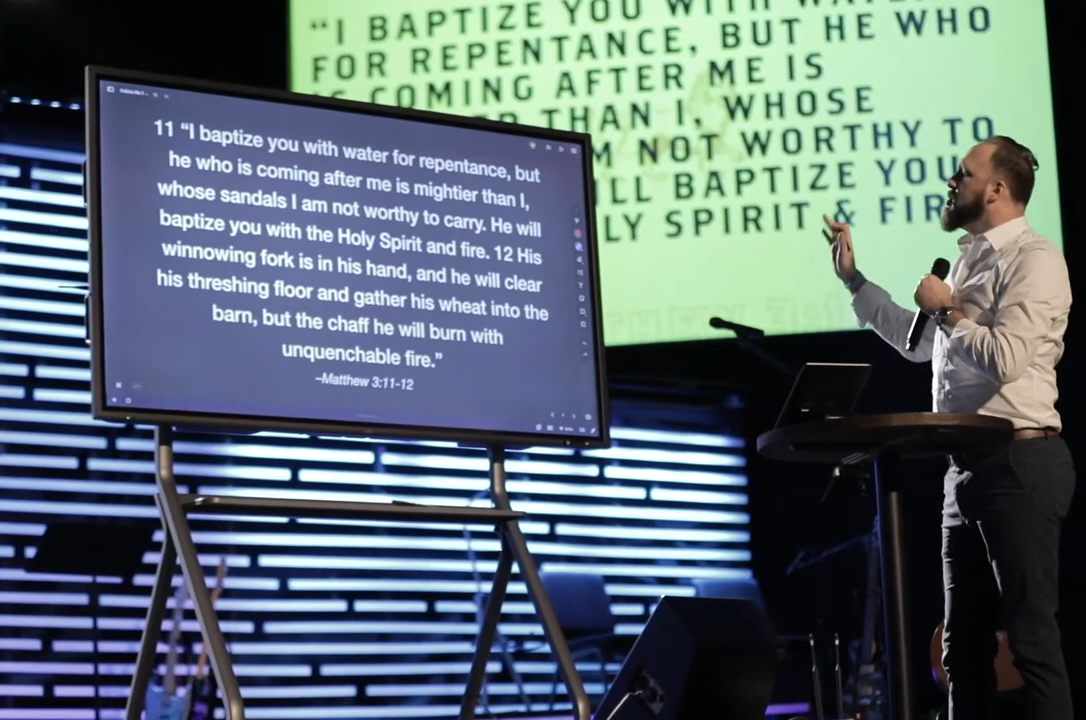 “I BAPTIZE YOU WITH WATER
FOR REPENTANCE, BUT HE WHO
IS COMING AFTER ME IS
THAN I, WHOSE
NOT WORTHY TO
BAPTIZE YOU
SPIRIT & FIRE
11 “I baptize you with water for repentance, but
he who is coming after me is mightier than I,
whose sandals I am not worthy to carry. He will
baptize you with the Holy Spirit and fire. 12 His
winnowing fork is in his hand, and he will clear
his threshing floor and gather his wheat into the
barn, but the chaff he will burn with
unquenchable fire.”
–Matthew 3:11-12